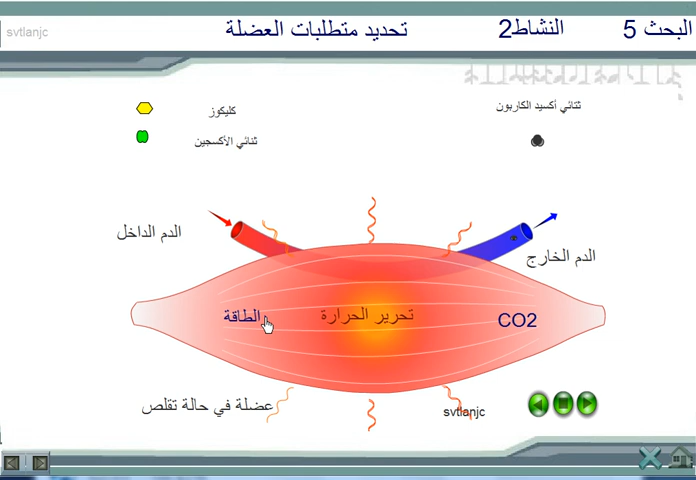 البحث 5
النشاط2
تحديد متطلبات العضلة
svtlanjc
ثنائي أكسيد الكاربون
كليكوز
ثنائي الأكسجين
الدم الداخل
الدم الخارج
الطاقة
تحرير الحرارة
CO2
عضلة في حالة تقلص
svtlanjc